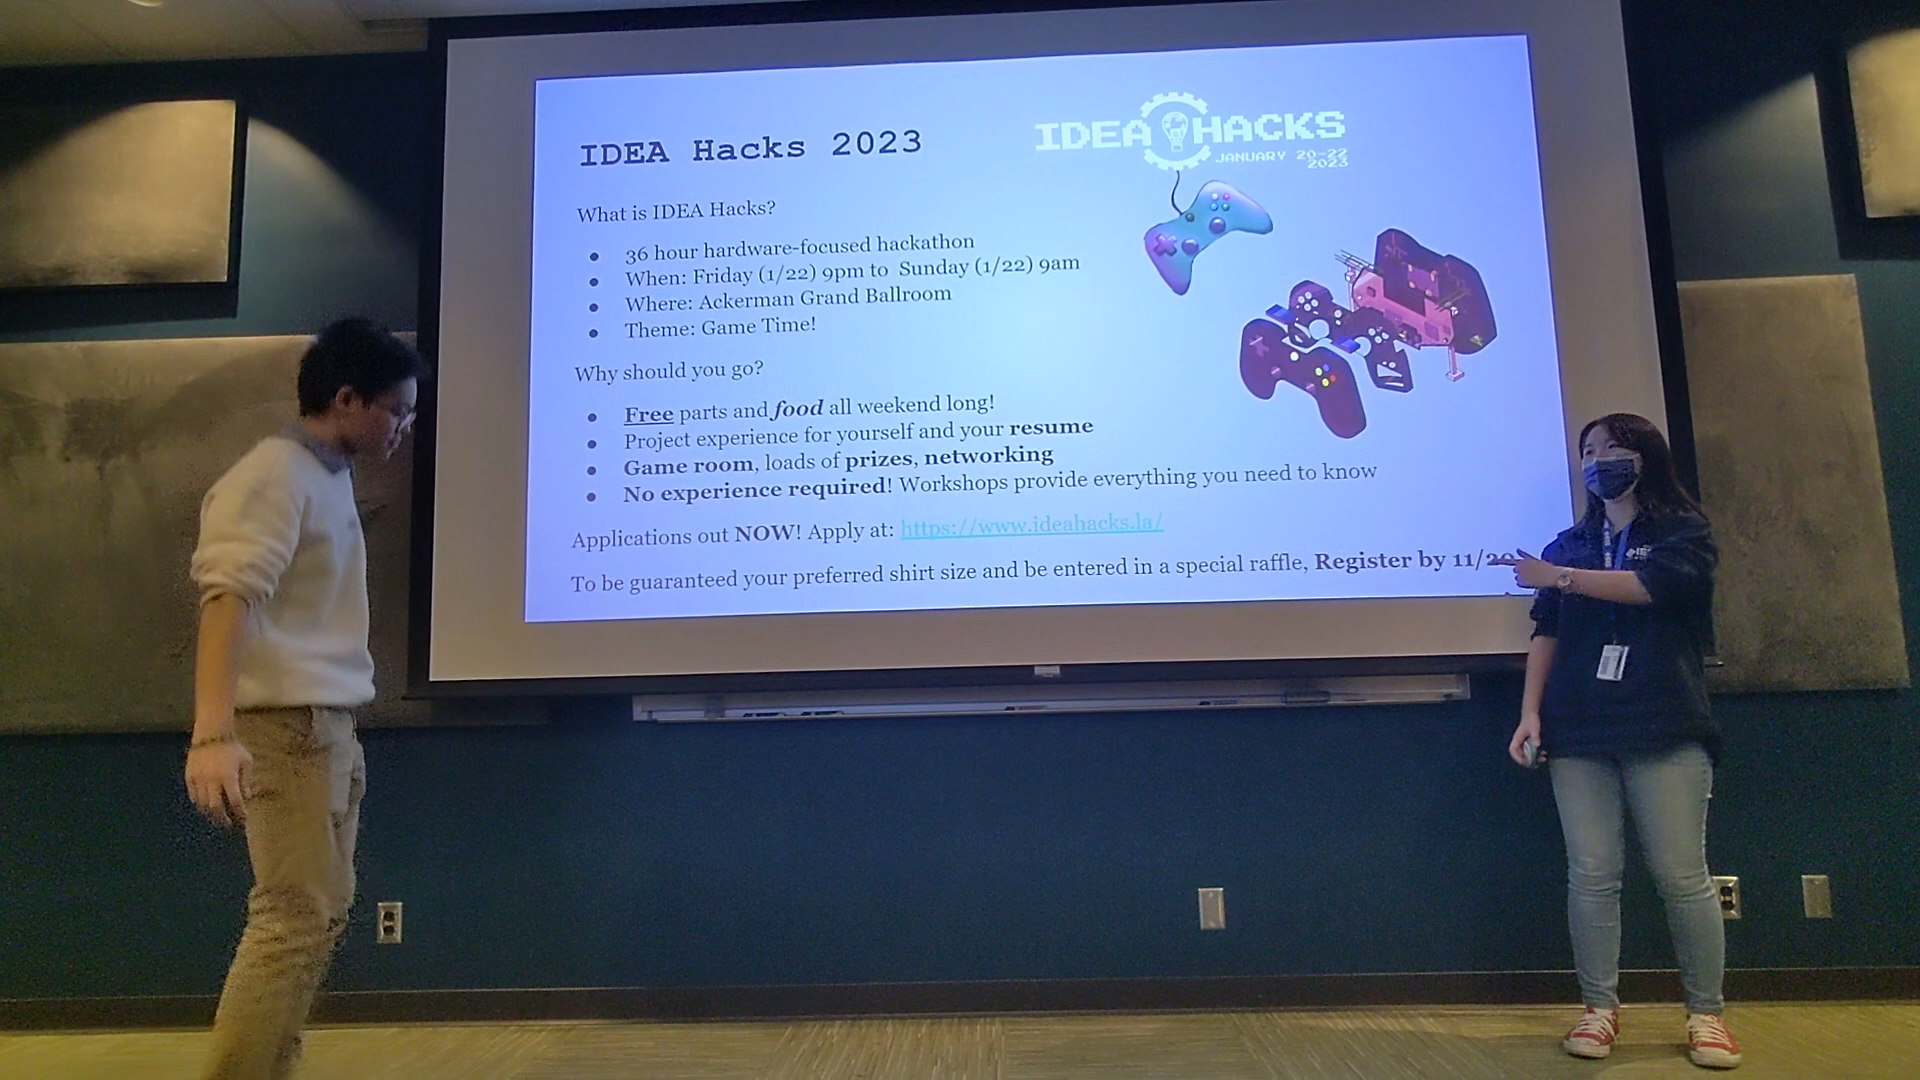 IDEA Hacks 2023
IDEA HACKS
JANUARY 20-22
2023
What is IDEA Hacks?
● 36 hour hardware-focused hackathon
● When: Friday (1/22) 9pm to Sunday (1/22) 9am
● Where: Ackerman Grand Ballroom
● Theme: Game Time!
Why should you go?
● Free parts and food all weekend long!
● Project experience for yourself and your resume
● Game room, loads of prizes, networking
● No experience required! Workshops provide everything you need to know
Applications out NOW! Apply at: https://www.ideahacks.la/
To be guaranteed your preferred shirt size and be entered in a special raffle, Register by 11/20